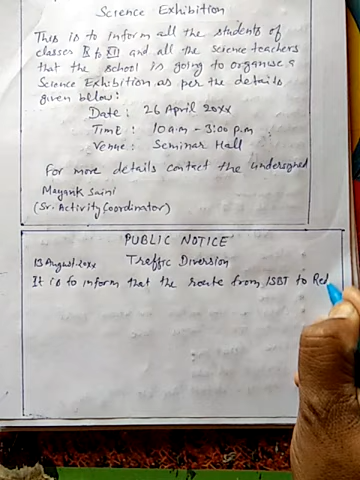 Science Exhibition
This is to inform all the students of
classes IX to XII and all the science teachers
that the school is going to organise a
Science Exhibition as per the details
given bllow:
Date: 26 April 20xx
Time: 10 a.m - 3:00 p.m
Venue: Seminar Hall
For more details contact the undersigned
Mayank Saini
(Sr. Activity Coordinator)
PUBLIC NOTICE
13 August 20xx Traffic Diversion
It is to inform that the route from ISBT to Red